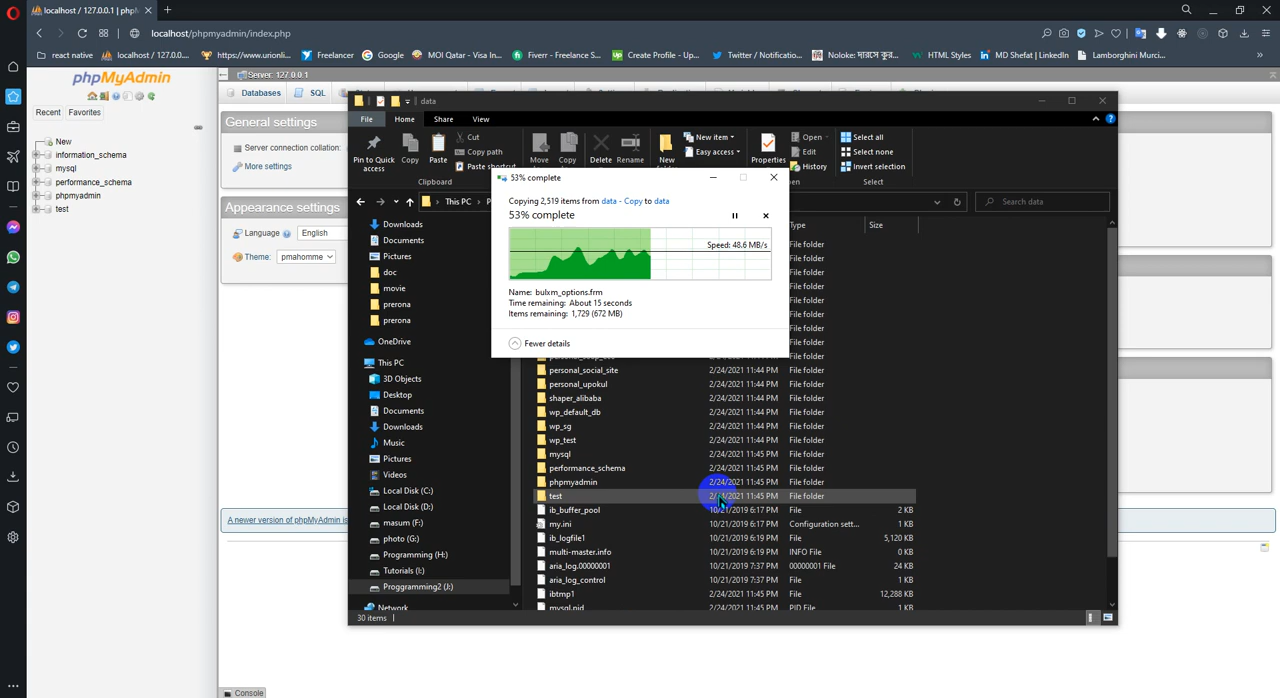 localhost / 127.0.0.1 | phpM
localhost/phpmyadmin/index.php
react native
localhost / 127.0.0....
https://www.urionli...
Freelancer
Google
MOI Qatar - Visa In...
Fiverr - Freelance S...
Create Profile - Up...
Twitter / Notificatio...
HTML Styles
MD Shefat | LinkedIn
Lamborghini Murci...
phpMyAdmin
Recent
Favorites
New
information_schema
mysql
performance_schema
phpmyadmin
test
Server: 127.0.0.1
Databases
SQL
General settings
Server connection collation:
More settings
Appearance settings
Language
English
Theme:
pmahomme
A newer version of phpMyAdmin is
Console
data
File
Home
Share
View
Pin to Quick access
Copy
Paste
Cut
Copy path
Paste shortcut
Clipboard
Move
Copy
Delete
Rename
New
New item
Easy access
Properties
Open
Edit
History
Select all
Select none
Invert selection
Select
This PC
Search data
Downloads
Documents
Pictures
doc
movie
prerona
prerona
OneDrive
This PC
3D Objects
Desktop
Documents
Downloads
Music
Pictures
Videos
Local Disk (C:)
Local Disk (D:)
masum (F:)
photo (G:)
Programming (H:)
Tutorials (I:)
Proggramming2 (J:)
Network
30 items
53% complete
Copying 2,519 items from data - Copy to data
53% complete
Speed: 48.6 MB/s
Name: bulxm_options.frm
Time remaining: About 15 seconds
Items remaining: 1,729 (672 MB)
Fewer details
Type
Size
File folder
File folder
File folder
File folder
File folder
File folder
File folder
File folder
File folder
personal_social_site 2/24/2021 11:44 PM File folder
personal_upokul 2/24/2021 11:44 PM File folder
shaper_alibaba 2/24/2021 11:44 PM File folder
wp_default_db 2/24/2021 11:44 PM File folder
wp_sg 2/24/2021 11:44 PM File folder
wp_test 2/24/2021 11:44 PM File folder
mysql 2/24/2021 11:45 PM File folder
performance_schema 2/24/2021 11:45 PM File folder
phpmyadmin 2/24/2021 11:45 PM File folder
test 2/24/2021 11:45 PM File folder
ib_buffer_pool 10/21/2019 6:17 PM File 2 KB
my.ini 10/21/2019 6:17 PM Configuration sett... 1 KB
ib_logfile1 10/21/2019 6:19 PM File 5,120 KB
multi-master.info 10/21/2019 6:19 PM INFO File 0 KB
aria_log.00000001 10/21/2019 7:37 PM 00000001 File 24 KB
aria_log_control 10/21/2019 7:37 PM File 1 KB
ibtmp1 2/24/2021 11:45 PM File 12,288 KB
mysql.pid 2/24/2021 11:45 PM PID File 1 KB